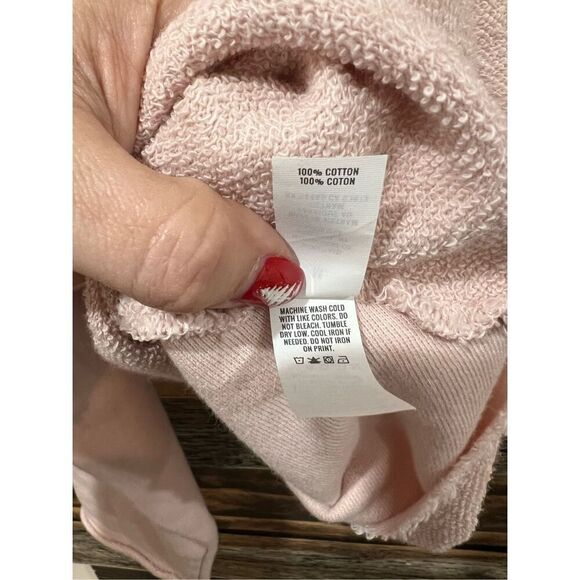 100% COTTON
100% COTON
MACHINE WASH COLD
WITH LIKE COLORS. DO
NOT BLEACH. TUMBLE
DRY LOW. COOL IRON IF
NEEDED. DO NOT IRON
ON PRINT.